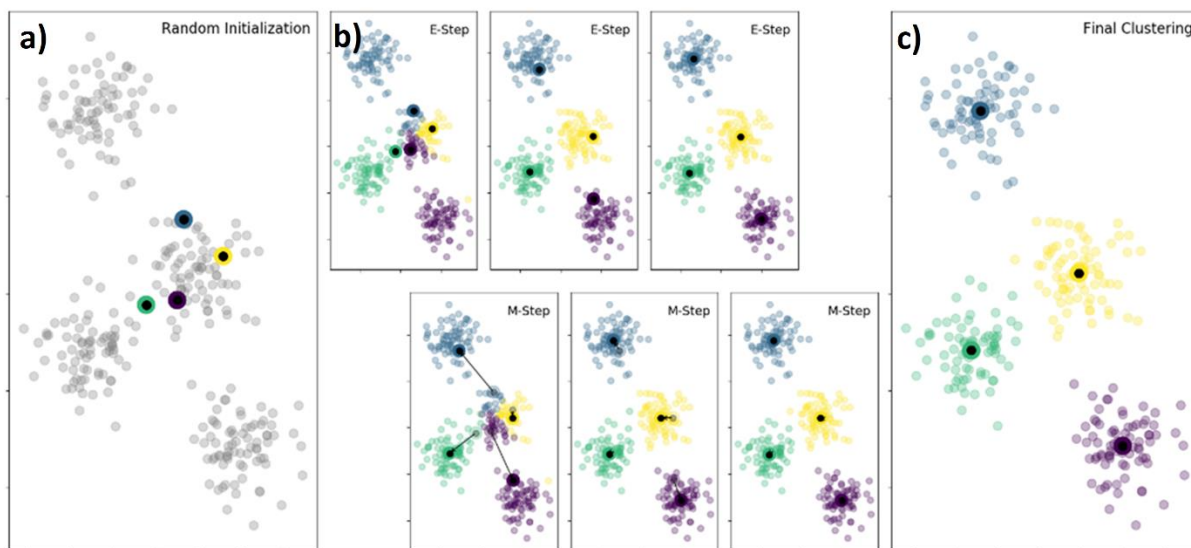 a)
Random Initialization
b)
E-Step
E-Step
E-Step
M-Step
M-Step
M-Step
c)
Final Clustering